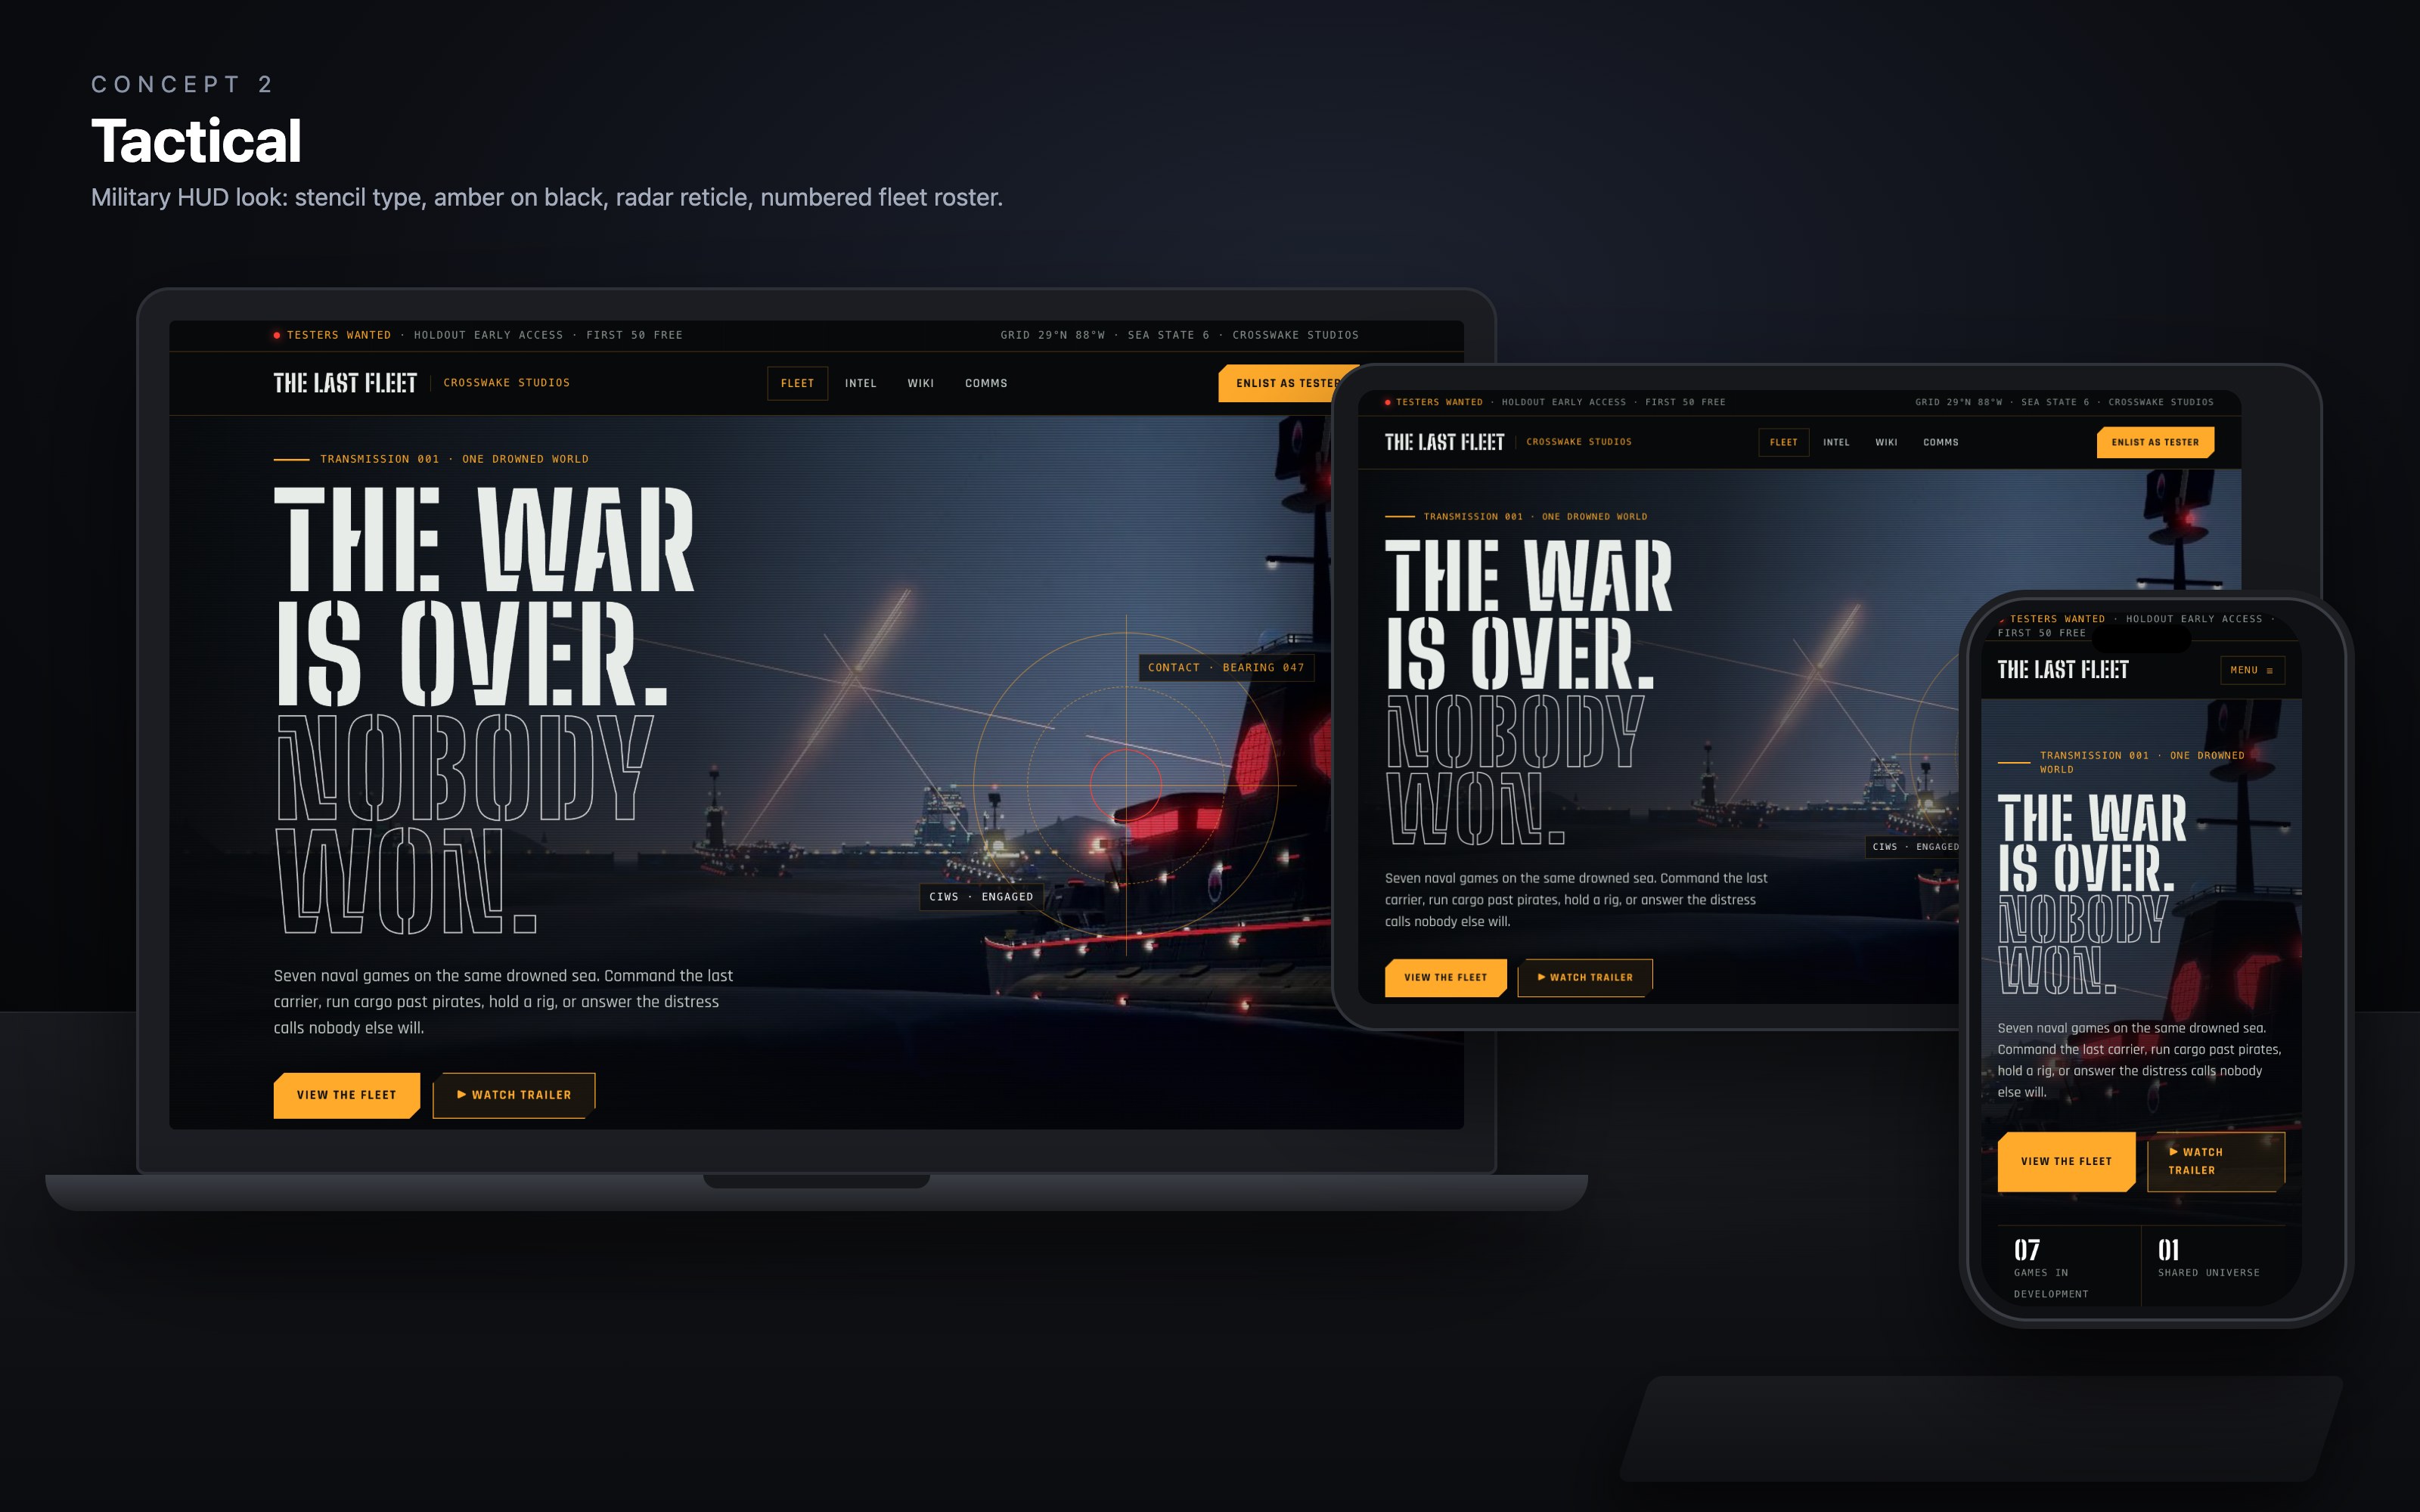 CONCEPT 2
Tactical
Military HUD look: stencil type, amber on black, radar reticle, numbered fleet roster.
TESTERS WANTED · HOLDOUT EARLY ACCESS · FIRST 50 FREE
GRID 29°N 88°W · SEA STATE 6 · CROSSWAKE STUDIOS
THE LAST FLEET
CROSSWAKE STUDIOS
FLEET
INTEL
WIKI
COMMS
ENLIST AS TESTER
TRANSMISSION 001 · ONE DROWNED WORLD
THE WAR
IS OVER.
NOBODY
WON.
CONTACT · BEARING 047
CIWS · ENGAGED
Seven naval games on the same drowned sea. Command the last
carrier, run cargo past pirates, hold a rig, or answer the distress
calls nobody else will.
VIEW THE FLEET
▶ WATCH TRAILER
TESTERS WANTED · HOLDOUT EARLY ACCESS · FIRST 50 FREE
GRID 29°N 88°W · SEA STATE 6 · CROSSWAKE STUDIOS
THE LAST FLEET
CROSSWAKE STUDIOS
FLEET
INTEL
WIKI
COMMS
ENLIST AS TESTER
TRANSMISSION 001 · ONE DROWNED WORLD
THE WAR
IS OVER.
NOBODY
WON.
CIWS · ENGAGED
Seven naval games on the same drowned sea. Command the last
carrier, run cargo past pirates, hold a rig, or answer the distress
calls nobody else will.
VIEW THE FLEET
▶ WATCH TRAILER
TESTERS WANTED · HOLDOUT EARLY ACCESS ·
FIRST 50 FREE
THE LAST FLEET
MENU ≡
TRANSMISSION 001 · ONE DROWNED
WORLD
THE WAR
IS OVER.
NOBODY
WON.
Seven naval games on the same drowned sea.
Command the last carrier, run cargo past pirates,
hold a rig, or answer the distress calls nobody
else will.
VIEW THE FLEET
▶ WATCH
TRAILER
07
GAMES IN
DEVELOPMENT
01
SHARED UNIVERSE